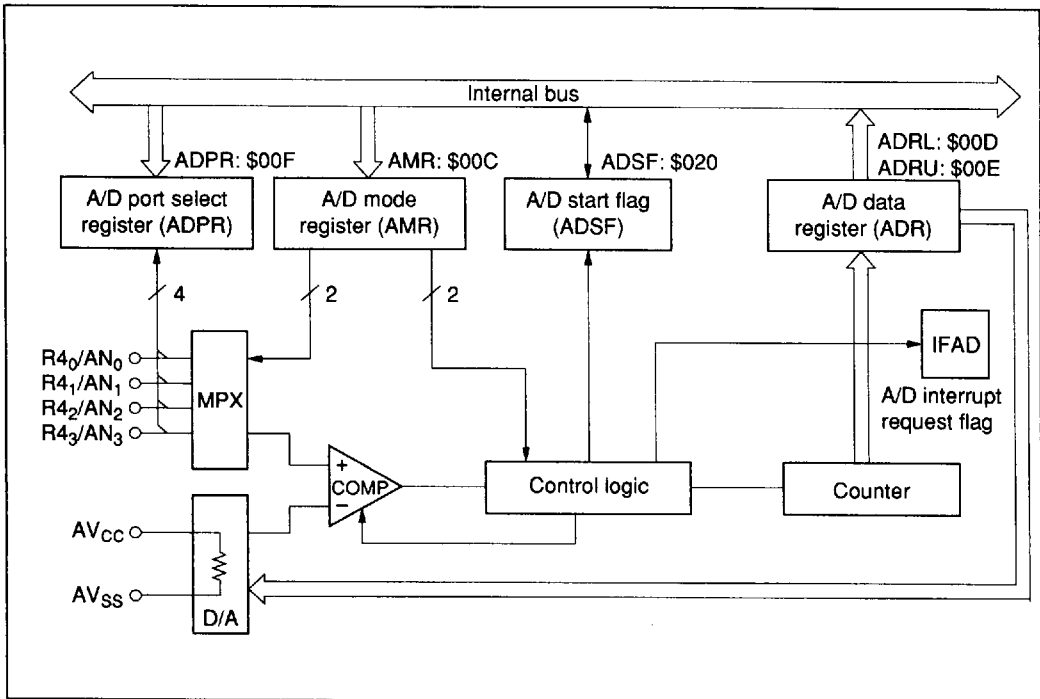 Internal bus
ADPR: $00F
AMR: $00C
ADSF: $020
ADRL: $00D
ADRU: $00E
A/D port select
register (ADPR)
A/D mode
register (AMR)
A/D start flag
(ADSF)
A/D data
register (ADR)
4
2
2
R4₀/AN₀
R4₁/AN₁
R4₂/AN₂
R4₃/AN₃
MPX
IFAD
A/D interrupt
request flag
+
COMP
−
Control logic
Counter
AVCC
AVSS
D/A